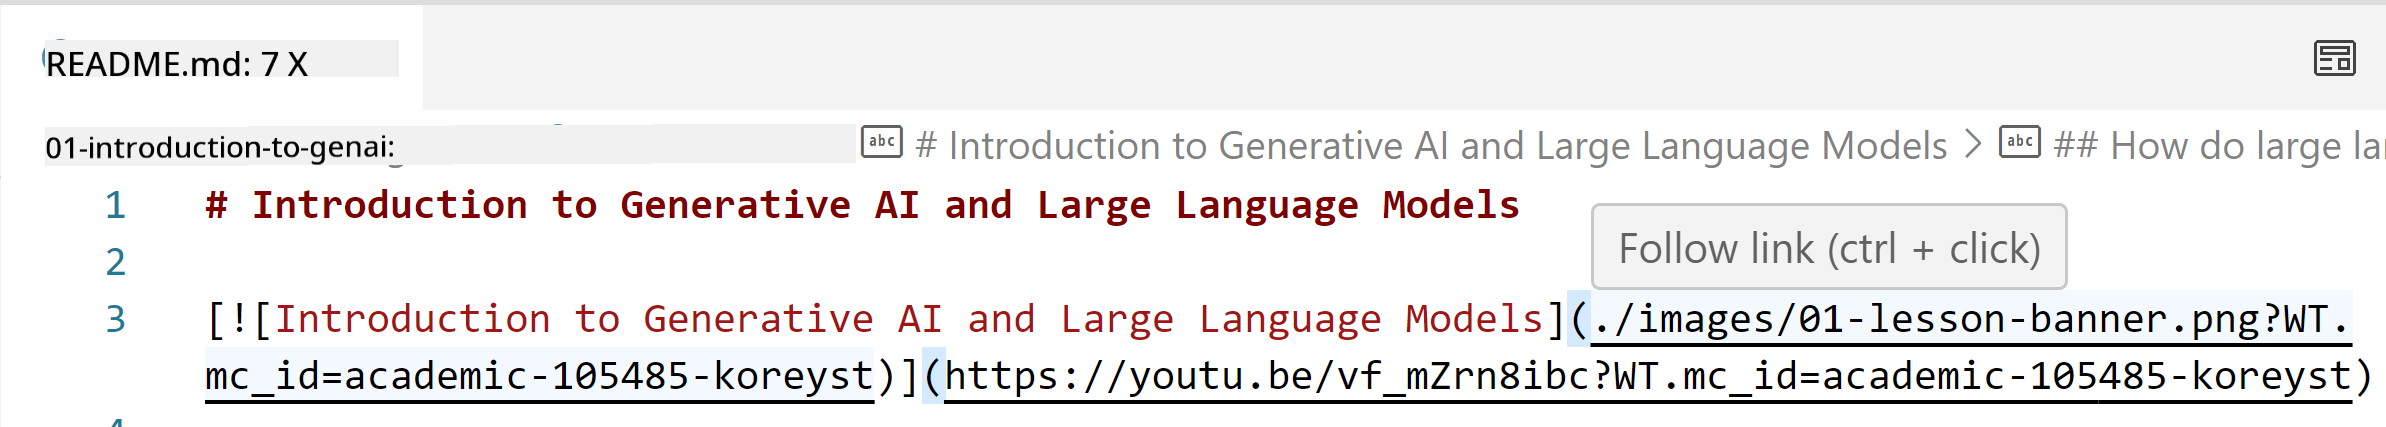 README.md: 7 X
01-introduction-to-genai: abc # Introduction to Generative AI and Large Language Models > abc ## How do large lan
1 # Introduction to Generative AI and Large Language Models
Follow link (ctrl + click)
2
3 [![Introduction to Generative AI and Large Language Models](./images/01-lesson-banner.png?WT.
mc_id=academic-105485-koreyst)](https://youtu.be/vf_mZrn8ibc?WT.mc_id=academic-105485-koreyst)
4